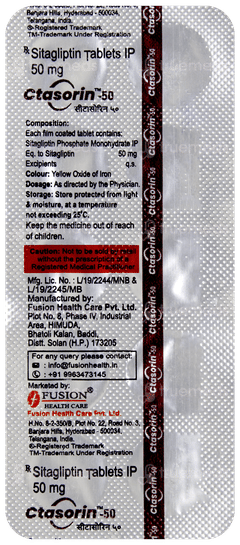 Banjara Hills, Hyderabad - 500034,
Telangana, India.
®-Registered Trademark
TM-Trademark Under Registration
℞ Sitagliptin Tablets IP
50 mg
Ctasorin™-50
सीटासोरिन ५०
Composition:
Each film coated tablet contains:
Sitagliptin Phosphate Monohydrate IP
Eq. to Sitagliptin 50 mg
Excipients q.s.
Colour: Yellow Oxide of Iron
Dosage: As directed by the Physician.
Storage: Store protected from light
& moisture, at a temperature
not exceeding 25°C.
Keep the medicine out of reach
of children.
Caution: Not to be sold by retail
without the prescription of a
Registered Medical Practitioner
Mfg. Lic. No. : L/19/2244/MNB &
L/19/2245/MB
Manufactured by:
Fusion Health Care Pvt. Ltd.
Plot No. 8, Phase IV, Industrial
Area, HIMUDA,
Bhatoli Kalan, Baddi,
Distt. Solan (H.P.) 173205
For any query please contact:
: info@fusionhealth.in
: +91 9963473145
Marketed by:
FUSION®
HEALTH CARE
Fusion Health Care Pvt. Ltd.
H.No. 8-2-350/B, Plot No. 22, Road No. 3,
Banjara Hills, Hyderabad - 500034,
Telangana, India.
®-Registered Trademark
TM-Trademark Under Registration
℞ Sitagliptin Tablets IP
50 mg
Ctasorin™-50
सीटासोरिन ५०